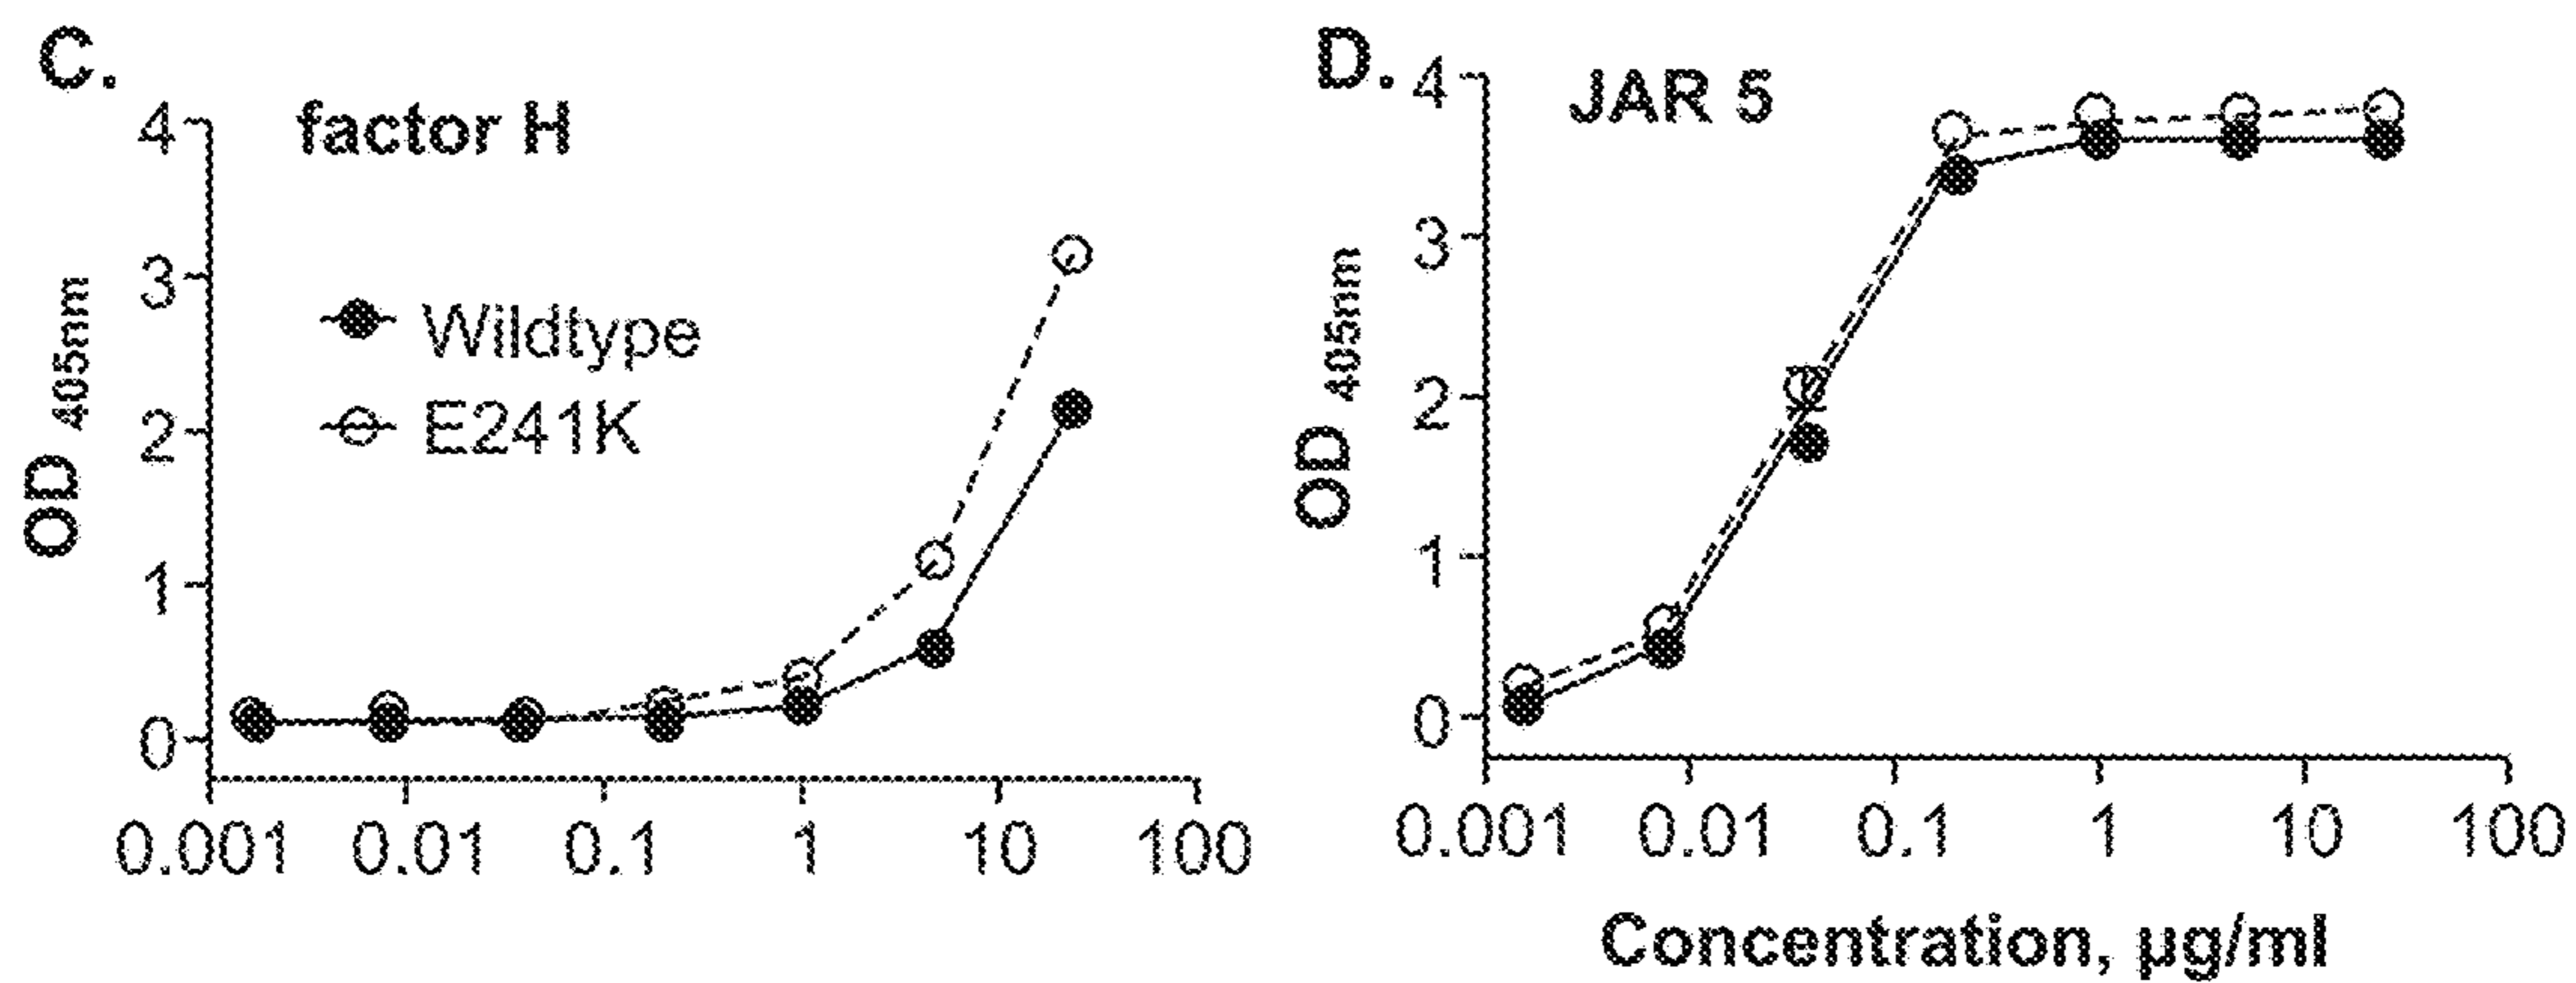 C.
factor H
4
3
2
1
0
OD 405nm
Wildtype
E241K
0.001 0.01 0.1 1 10 100
D.
JAR 5
4
3
2
1
0
OD 405nm
0.001 0.01 0.1 1 10 100
Concentration, µg/ml